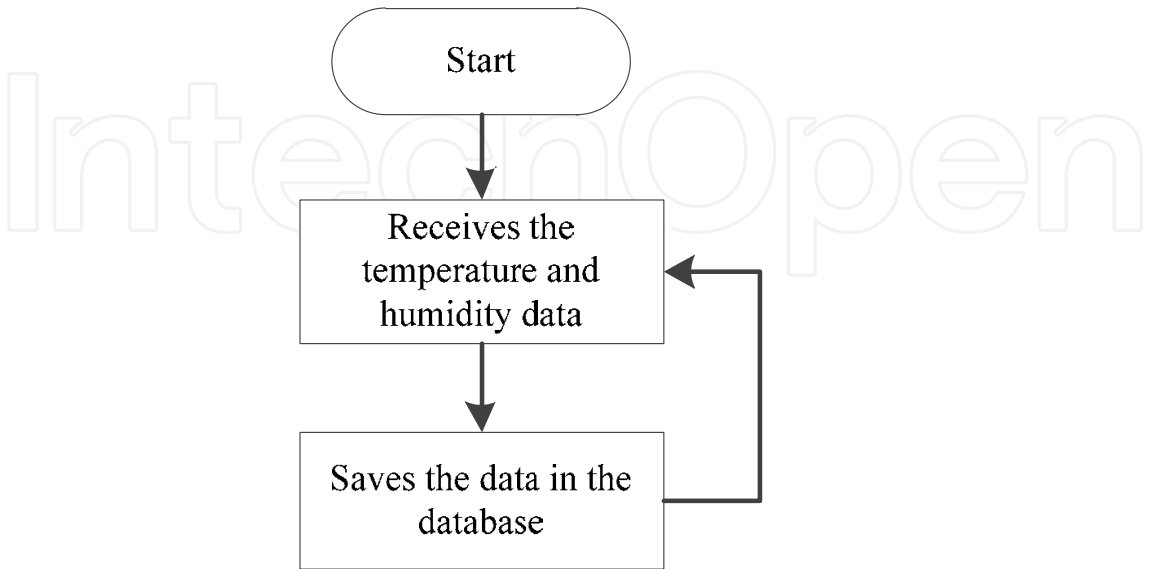 Start
IntechOpen
Receives the
temperature and
humidity data
Saves the data in the
database